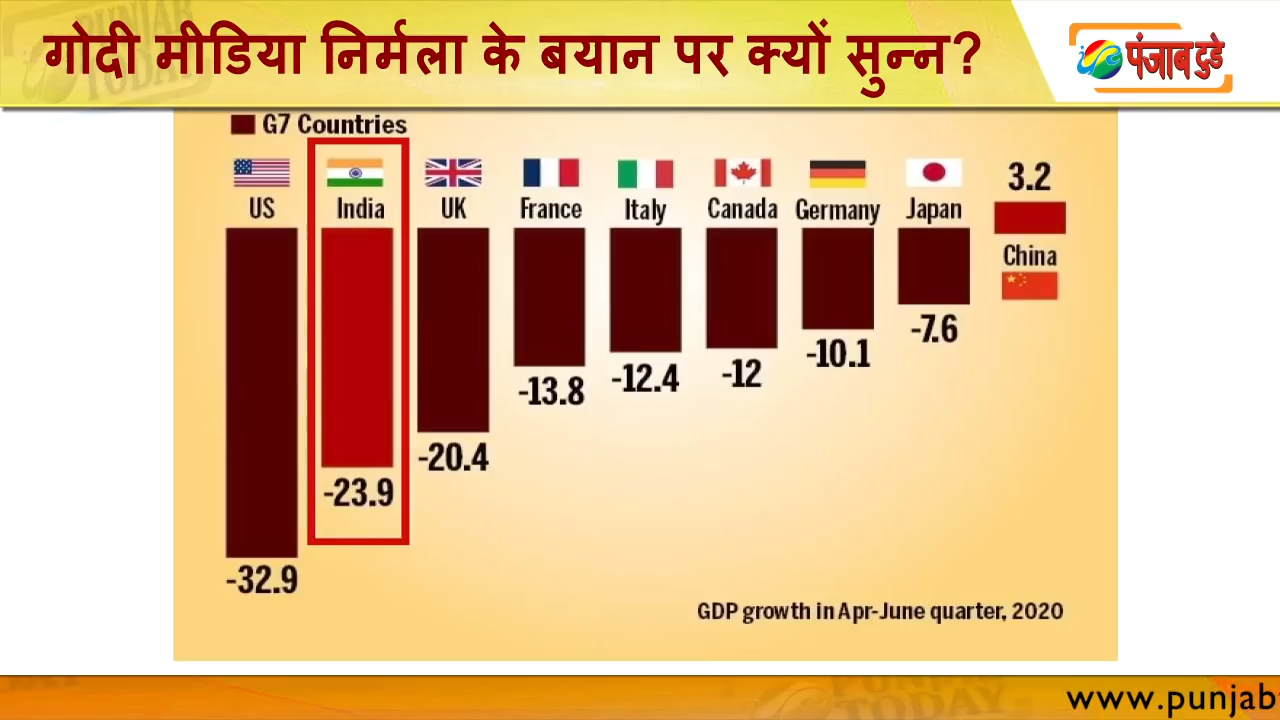 गोदी मीडिया निर्मला के बयान पर क्यों सुन्न?
पंजाब टुडे
G7 Countries
US
India
UK
France
Italy
Canada
Germany
Japan
3.2
China
-32.9
-23.9
-20.4
-13.8
-12.4
-12
-10.1
-7.6
GDP growth in Apr-June quarter, 2020
www.punjab